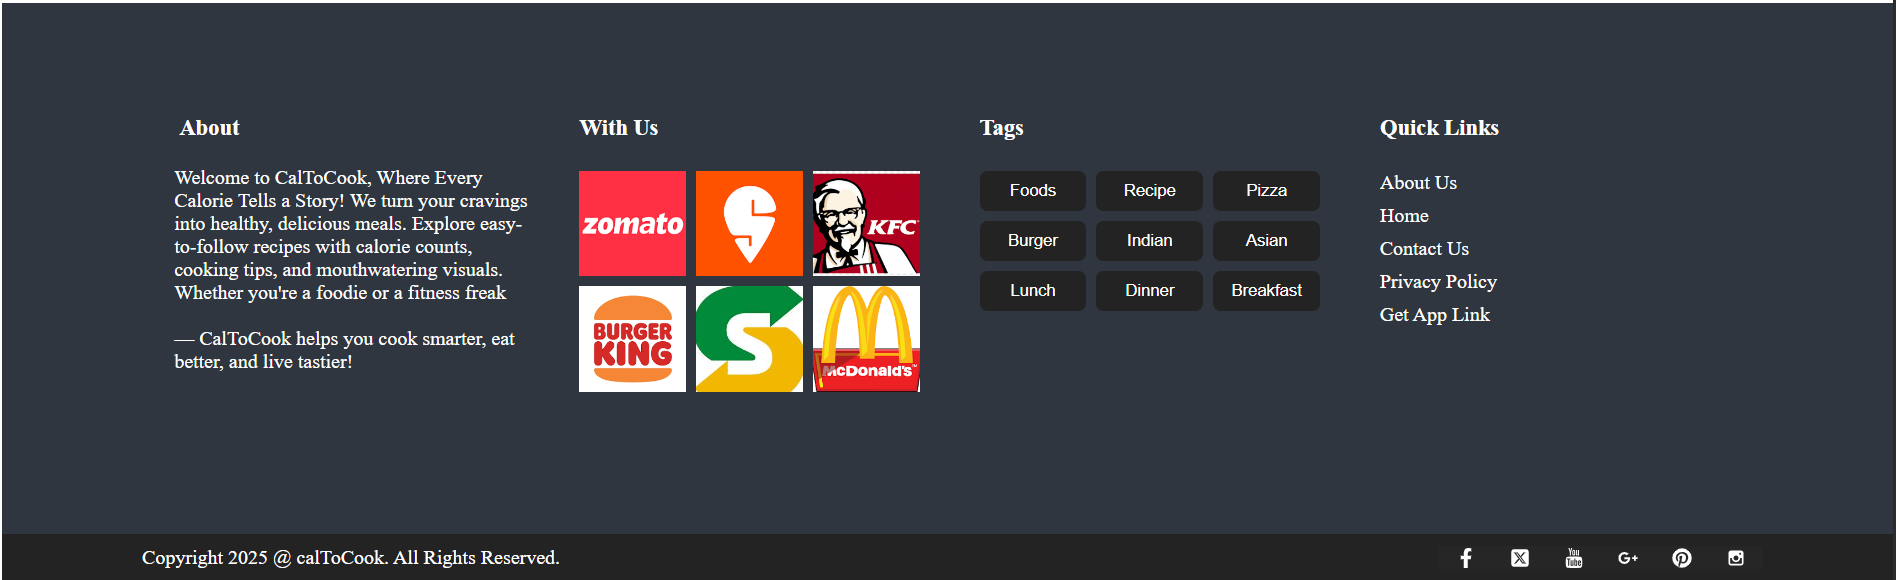 About
Welcome to CalToCook, Where Every
Calorie Tells a Story! We turn your cravings
into healthy, delicious meals. Explore easy-
to-follow recipes with calorie counts,
cooking tips, and mouthwatering visuals.
Whether you're a foodie or a fitness freak
— CalToCook helps you cook smarter, eat
better, and live tastier!
With Us
zomato
KFC
BURGER
KING
S
McDonald's™
Tags
Foods Recipe Pizza
Burger Indian Asian
Lunch Dinner Breakfast
Quick Links
About Us
Home
Contact Us
Privacy Policy
Get App Link
Copyright 2025 @ calToCook. All Rights Reserved.
f X You
Tube G+